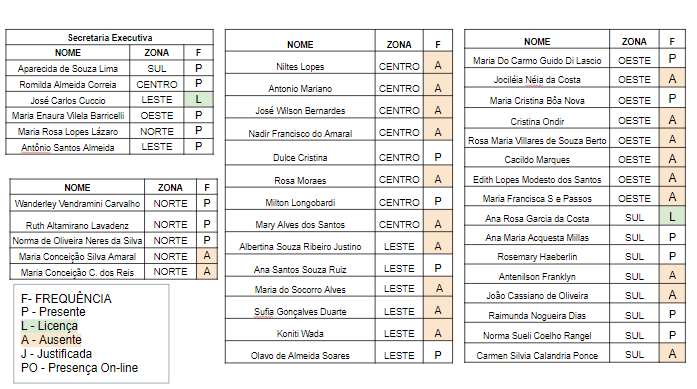 Secretaria Executiva
NOME ZONA F
Aparecida de Souza Lima SUL P
Romilda Almeida Correia CENTRO P
José Carlos Cuccio LESTE L
Maria Enaura Vilela Barricelli OESTE P
Maria Rosa Lopes Lázaro NORTE P
Antônio Santos Almeida LESTE P
NOME ZONA F
Wanderley Vendramini Carvalho NORTE P
Ruth Altamirano Lavadenz NORTE P
Norma de Oliveira Neres da Silva NORTE P
Maria Conceição Silva Amaral NORTE A
Maria Conceição C. dos Reis NORTE A
F- FREQUÊNCIA
P - Presente
L - Licença
A - Ausente
J - Justificada
PO - Presença On-line
NOME ZONA F
Niltes Lopes CENTRO A
Antonio Mariano CENTRO A
José Wilson Bernardes CENTRO A
Nadir Francisco do Amaral CENTRO A
Dulce Cristina CENTRO P
Rosa Moraes CENTRO A
Milton Longobardi CENTRO P
Mary Alves dos Santos CENTRO A
Albertina Souza Ribeiro Justino LESTE A
Ana Santos Souza Ruiz LESTE P
Maria do Socorro Alves LESTE A
Sufia Gonçalves Duarte LESTE A
Koniti Wada LESTE A
Olavo de Almeida Soares LESTE P
NOME ZONA F
Maria Do Carmo Guido Di Lascio OESTE P
Jociléia Néia da Costa OESTE A
Maria Cristina Bôa Nova OESTE P
Cristina Ondir OESTE A
Rosa Maria Villares de Souza Berto OESTE A
Cacildo Marques OESTE A
Edith Lopes Modesto dos Santos OESTE A
Maria Francisca S e Passos OESTE A
Ana Rosa Garcia da Costa SUL L
Ana Maria Acquesta Millas SUL P
Rosemary Haeberlin SUL P
Antenilson Franklyn SUL A
João Cassiano de Oliveira SUL A
Raimunda Nogueira Dias SUL P
Norma Sueli Coelho Rangel SUL P
Carmen Silvia Calandria Ponce SUL A